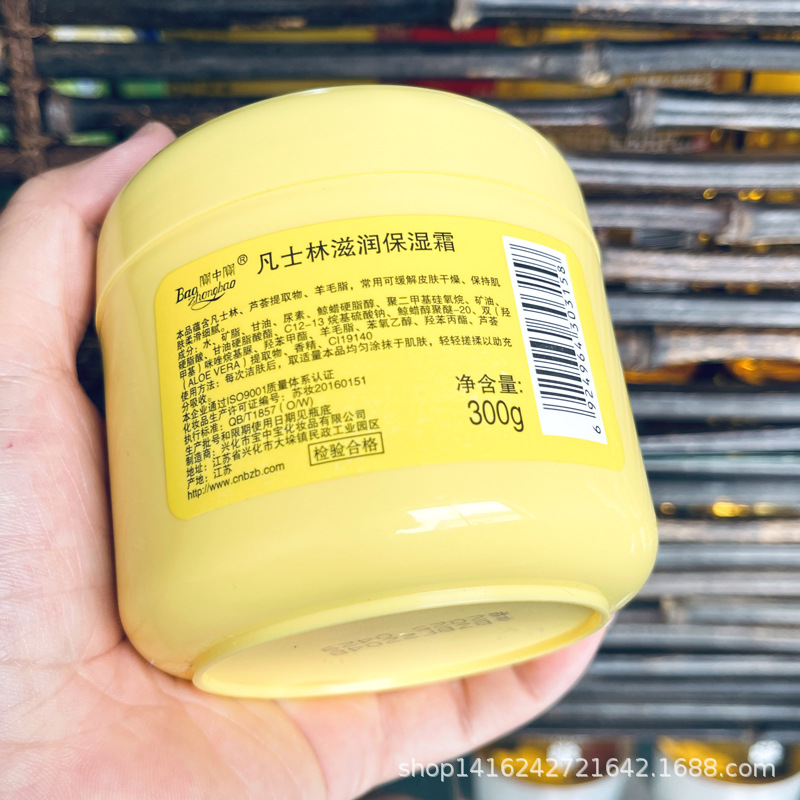 Bao Zhongbao ®
凡士林滋润保湿霜
本品蕴含凡士林、芦荟提取物、羊毛脂，常用可缓解皮肤干燥、保持肌
肤柔滑细腻。
成分：水、矿脂、甘油、尿素、鲸蜡硬脂醇、聚二甲基硅氧烷、矿油、
硬脂酸、甘油硬脂酸酯、C12-13烷基硫酸钠、鲸蜡醇聚醚-20、双（羟
甲基）咪唑烷基脲、羟苯甲酯、羊毛脂、苯氧乙醇、羟苯丙酯、芦荟
（ALOE VERA）提取物、香精、CI19140
使用方法：每次洁肤后，取适量本品均匀涂抹于肌肤，轻轻搓揉以助充
分吸收。
本企业通过ISO9001质量体系认证
化妆品生产许可证编号：苏妆20160151
执行标准：QB/T1857（O/W）
生产批号和限期使用日期见瓶底
制造商：兴化市宝中宝化妆品有限公司
地址：江苏省兴化市大垛镇民政工业园区
产地：江苏
http://www.cnbzb.com
检验合格
净含量:
300g
6 924964 303158
shop1416242721642.1688.com